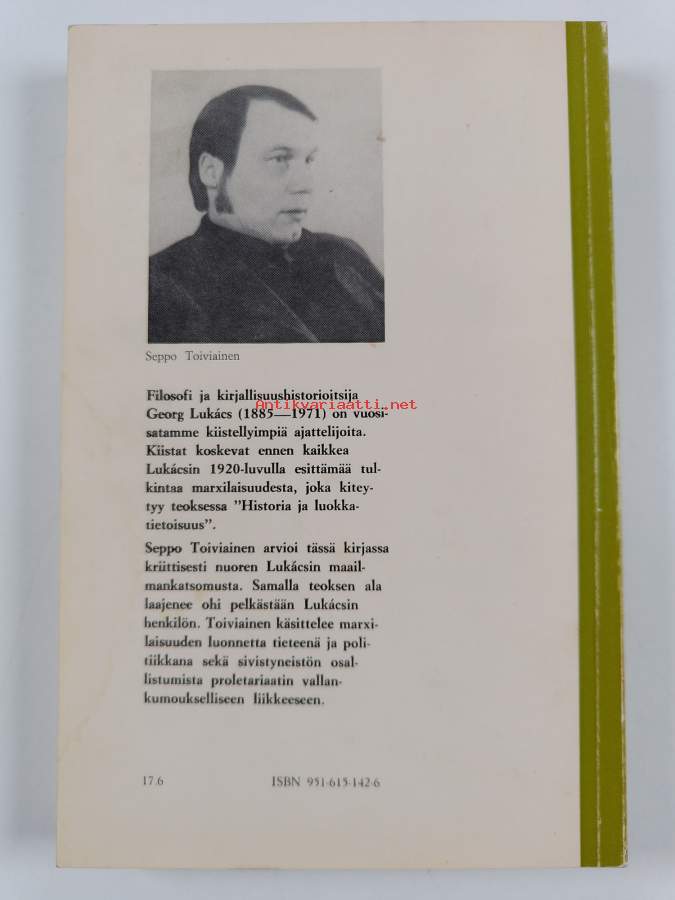 Seppo Toiviainen
Filosofi ja kirjallisuushistorioitsija
Antikvariaatti.net
Georg Lukács (1885—1971) on vuosi-
satamme kiistellyimpiä ajattelijoita.
Kiistat koskevat ennen kaikkea
Lukácsin 1920-luvulla esittämää tul-
kintaa marxilaisuudesta, joka kitey-
tyy teoksessa ”Historia ja luokka-
tietoisuus”.
Seppo Toiviainen arvioi tässä kirjassa
kriittisesti nuoren Lukácsin maail-
mankatsomusta. Samalla teoksen ala
laajenee ohi pelkästään Lukácsin
henkilön. Toiviainen käsittelee marxi-
laisuuden luonnetta tieteenä ja poli-
tiikkana sekä sivistyneistön osal-
listumista proletariaatin vallan-
kumoukselliseen liikkeeseen.
17.6 ISBN 951-615-142-6